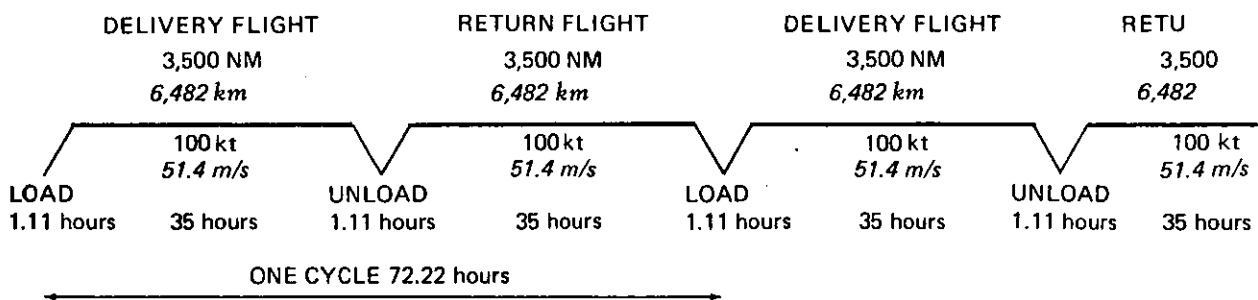 DELIVERY FLIGHT RETURN FLIGHT DELIVERY FLIGHT RETU
3,500 NM 3,500 NM 3,500 NM 3,500
6,482 km 6,482 km 6,482 km 6,482
100 kt 100 kt 100 kt 100 kt
51.4 m/s 51.4 m/s 51.4 m/s 51.4 m/s
LOAD UNLOAD LOAD UNLOAD
1.11 hours 35 hours 1.11 hours 35 hours 1.11 hours 35 hours 1.11 hours 35 hours
ONE CYCLE 72.22 hours